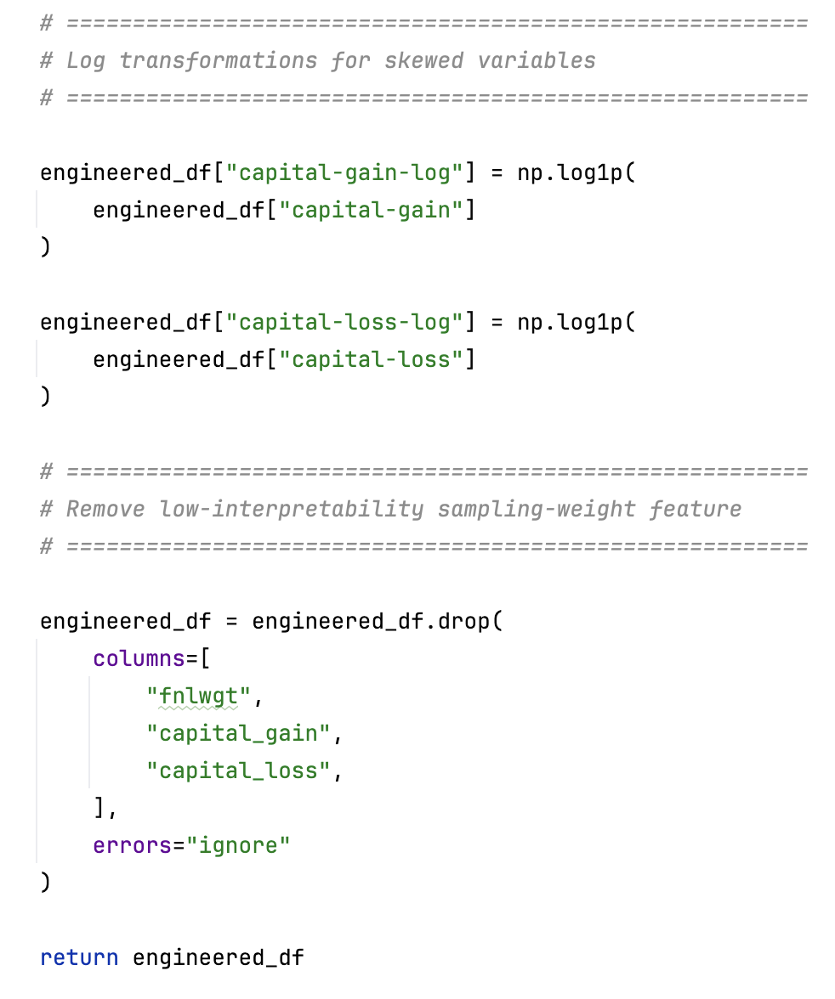 # ========================================================
# Log transformations for skewed variables
# ========================================================
engineered_df["capital-gain-log"] = np.log1p(
    engineered_df["capital-gain"]
)
engineered_df["capital-loss-log"] = np.log1p(
    engineered_df["capital-loss"]
)
# ========================================================
# Remove low-interpretability sampling-weight feature
# ========================================================
engineered_df = engineered_df.drop(
    columns=[
        "fnlwgt",
        "capital_gain",
        "capital_loss",
    ],
    errors="ignore"
)
return engineered_df